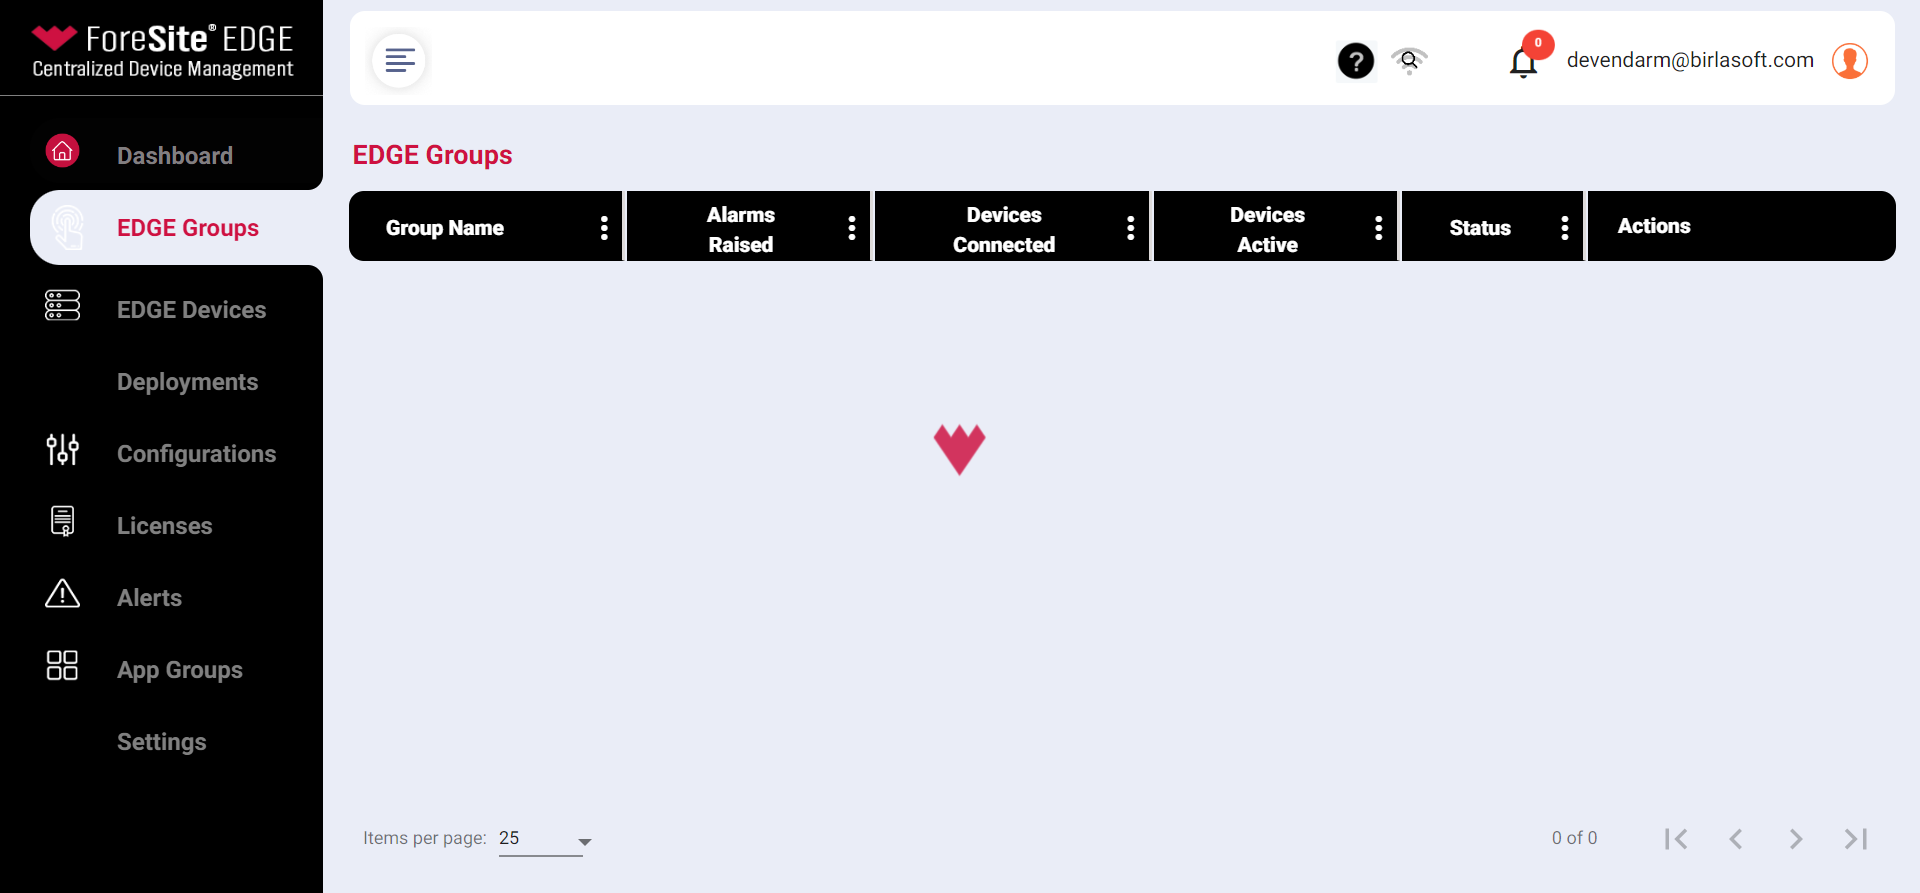 ForeSite® EDGE
Centralized Device Management
?
0
devendarm@birlasoft.com
Dashboard
EDGE Groups
EDGE Devices
Deployments
Configurations
Licenses
Alerts
App Groups
Settings
EDGE Groups
Group Name
Alarms
Raised
Devices
Connected
Devices
Active
Status
Actions
Items per page: 25
0 of 0